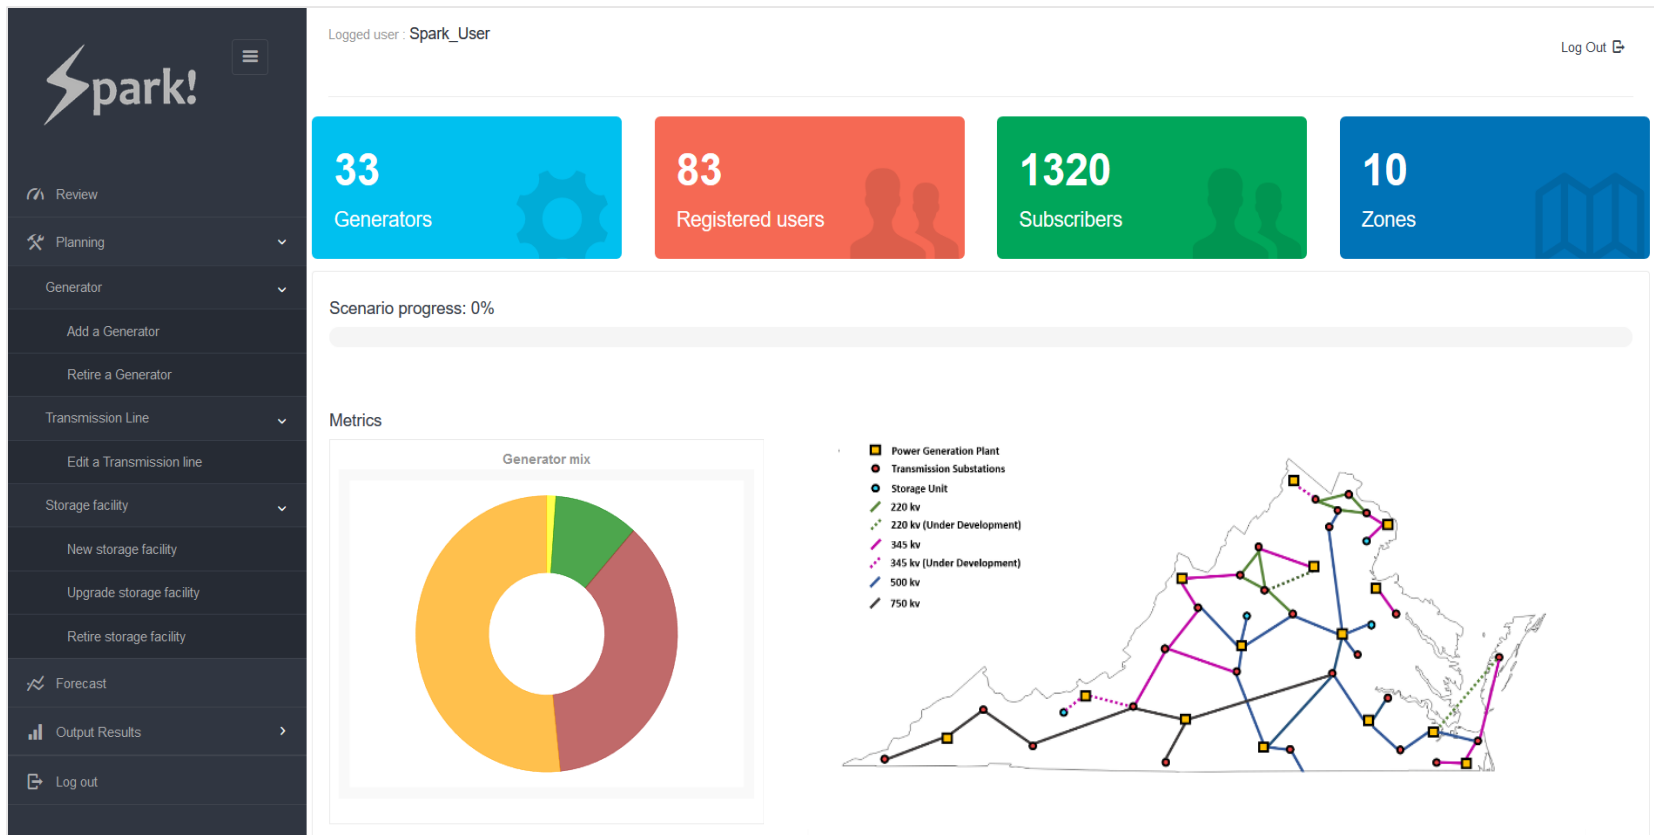 Spark!
Logged user : Spark_User
Log Out
33
Generators
83
Registered users
1320
Subscribers
10
Zones
Review
Planning
Generator
Add a Generator
Retire a Generator
Transmission Line
Edit a Transmission line
Storage facility
New storage facility
Upgrade storage facility
Retire storage facility
Forecast
Output Results
Log out
Scenario progress: 0%
Metrics
Generator mix
Power Generation Plant
Transmission Substations
Storage Unit
220 kv
220 kv (Under Development)
345 kv
345 kv (Under Development)
500 kv
750 kv